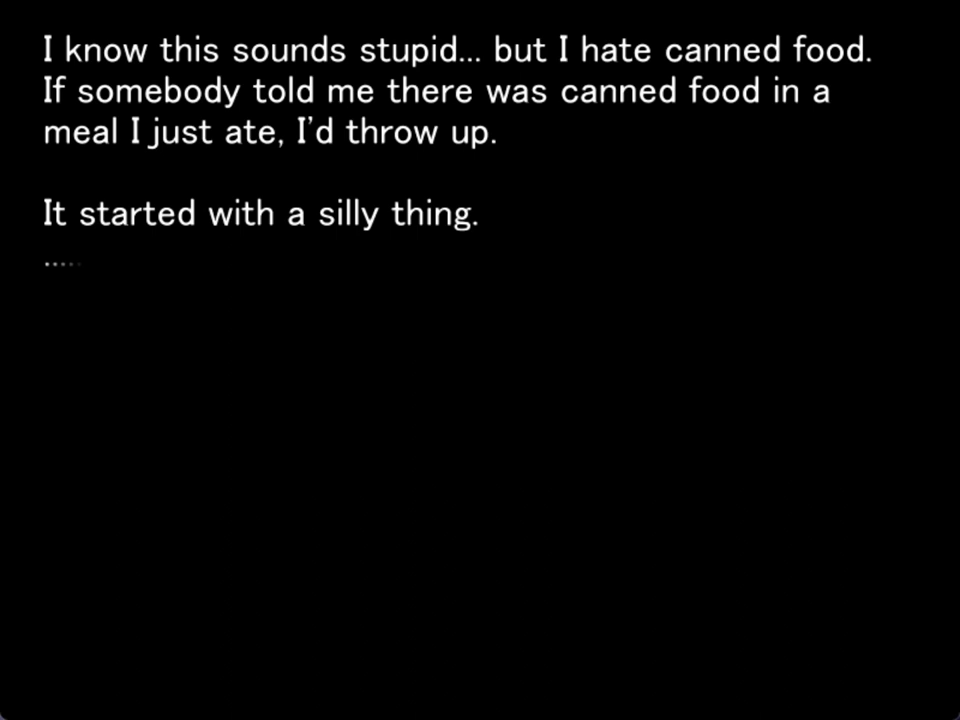 I know this sounds stupid... but I hate canned food.
If somebody told me there was canned food in a
meal I just ate, I'd throw up.
It started with a silly thing.
.....